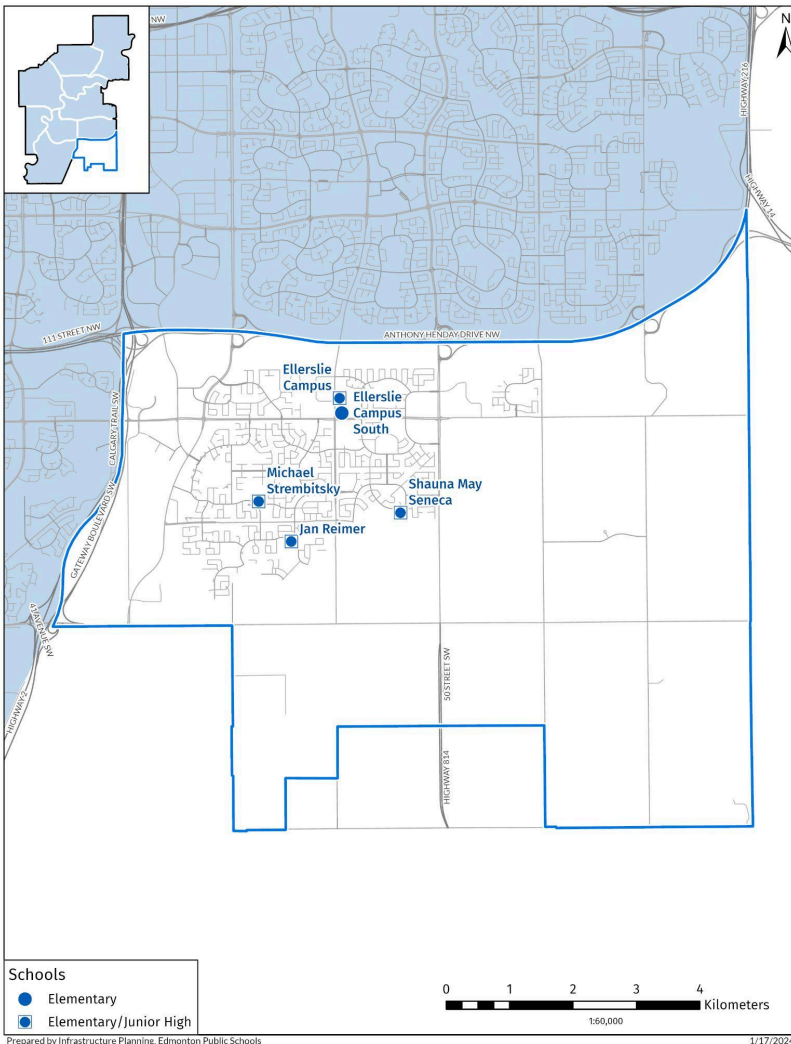 NW
N
HIGHWAY 216
HIGHWAY 14
111 STREET NW
ANTHONY HENDAY DRIVE NW
CALGARY TRAIL SW
GATEWAY BOULEVARD SW
41 AVENUE SW
HIGHWAY 2
Ellerslie
Campus
Ellerslie
Campus
South
Michael
Strembitsky
Shauna May
Seneca
Jan Reimer
50 STREET SW
HIGHWAY 814
Schools
Elementary
Elementary/Junior High
0 1 2 3 4
Kilometers
1:60,000
Prepared by Infrastructure Planning, Edmonton Public Schools
1/17/2024